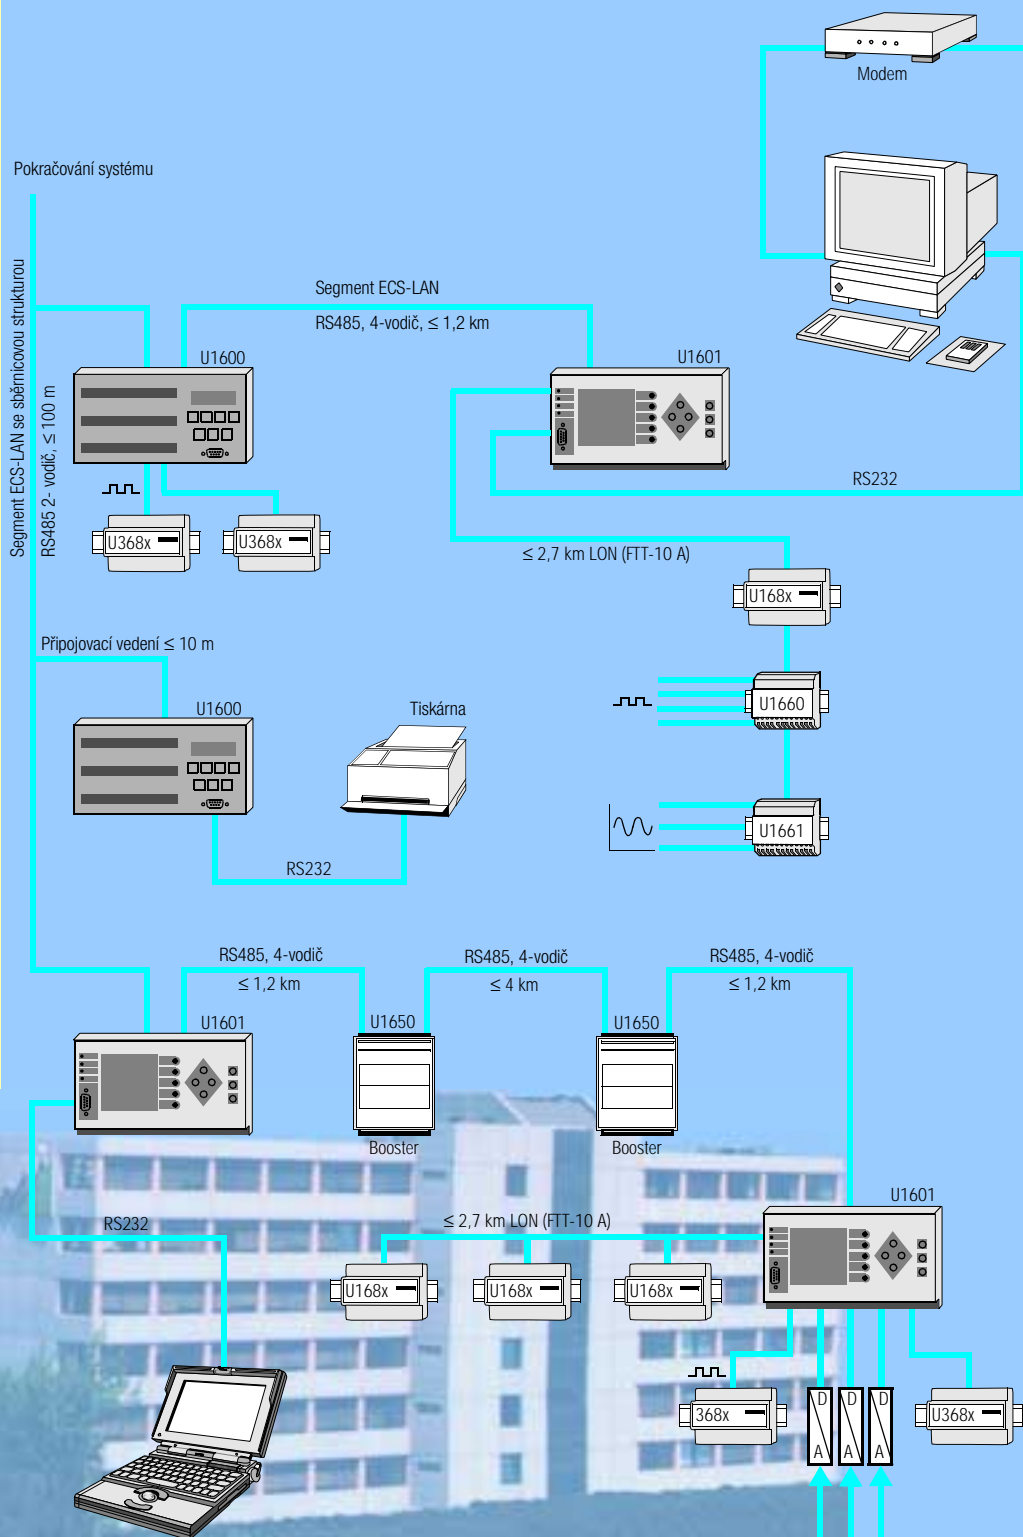 Modem
Pokračování systému
Segment ECS-LAN se sběrnicovou strukturou
RS485 2- vodič, ≤ 100 m
Segment ECS-LAN
RS485, 4-vodič, ≤ 1,2 km
U1600
U1601
RS232
U368x
U368x
≤ 2,7 km LON (FTT-10 A)
U168x
Připojovací vedení ≤ 10 m
U1600
Tiskárna
U1660
U1661
RS232
RS485, 4-vodič
≤ 1,2 km
RS485, 4-vodič
≤ 4 km
RS485, 4-vodič
≤ 1,2 km
U1601
U1650
U1650
Booster
Booster
U1601
RS232
≤ 2,7 km LON (FTT-10 A)
U168x
U168x
U168x
368x
D
A
D
A
D
A
U368x